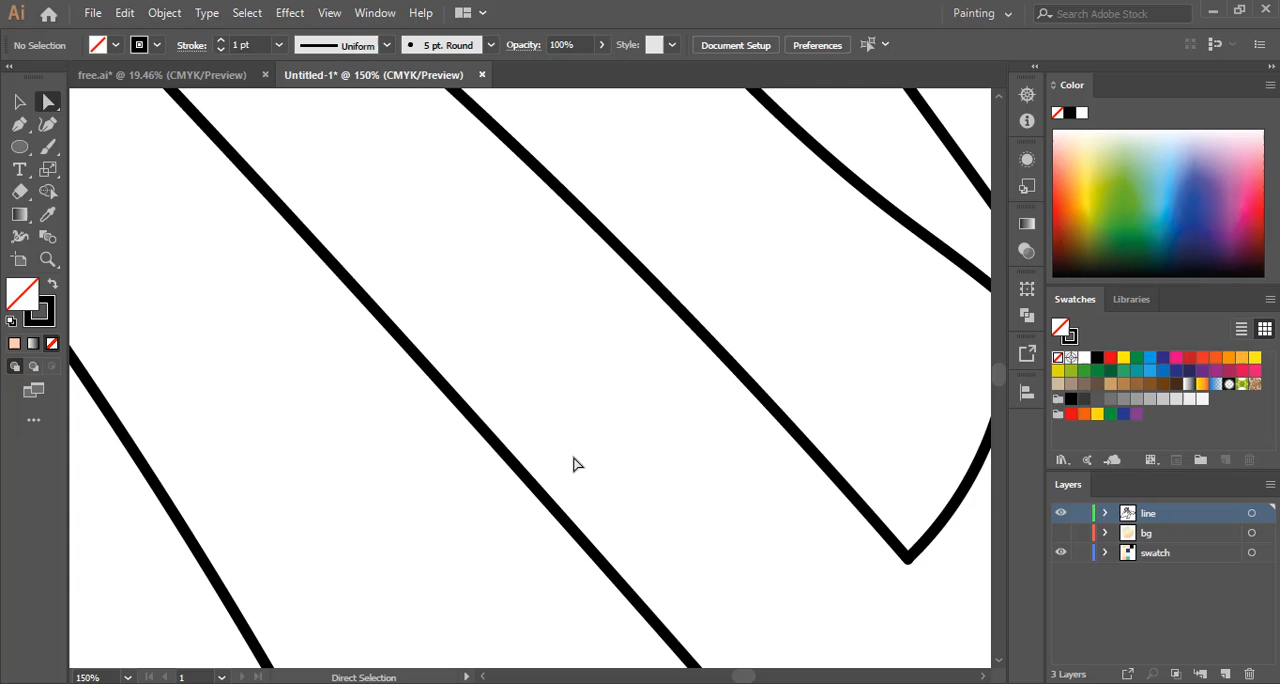 Ai File Edit Object Type Select Effect View Window Help Painting Search Adobe Stock
No Selection Stroke: 1 pt Uniform 5 pt. Round Opacity: 100% Style: Document Setup Preferences
free.ai* @ 19.46% (CMYK/Preview) Untitled-1* @ 150% (CMYK/Preview)
Color
Swatches Libraries
Layers
line
bg
swatch
150% 1 Direct Selection 3 Layers